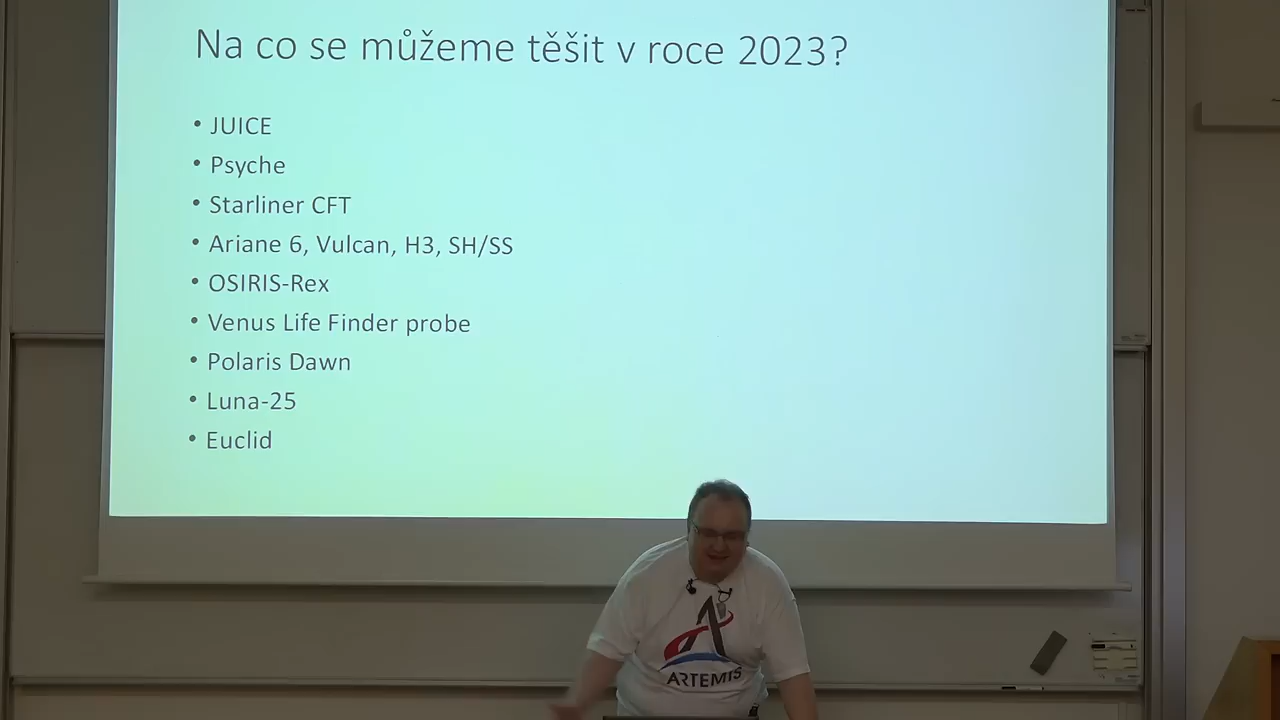 Na co se můžeme těšit v roce 2023?
• JUICE
• Psyche
• Starliner CFT
• Ariane 6, Vulcan, H3, SH/SS
• OSIRIS-Rex
• Venus Life Finder probe
• Polaris Dawn
• Luna-25
• Euclid
ARTEMIS